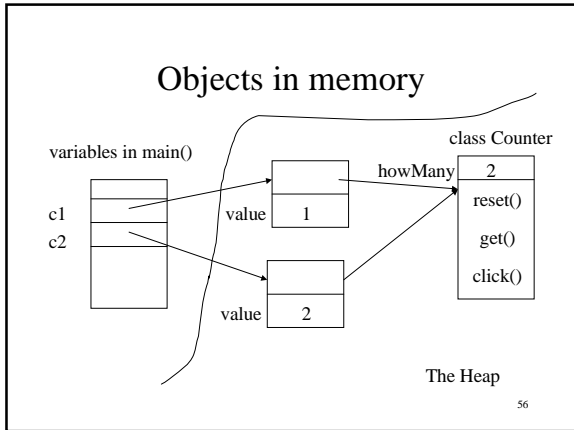 Objects in memory
variables in main()
c1
c2
value
1
value
2
howMany
class Counter
2
reset()
get()
click()
The Heap
56